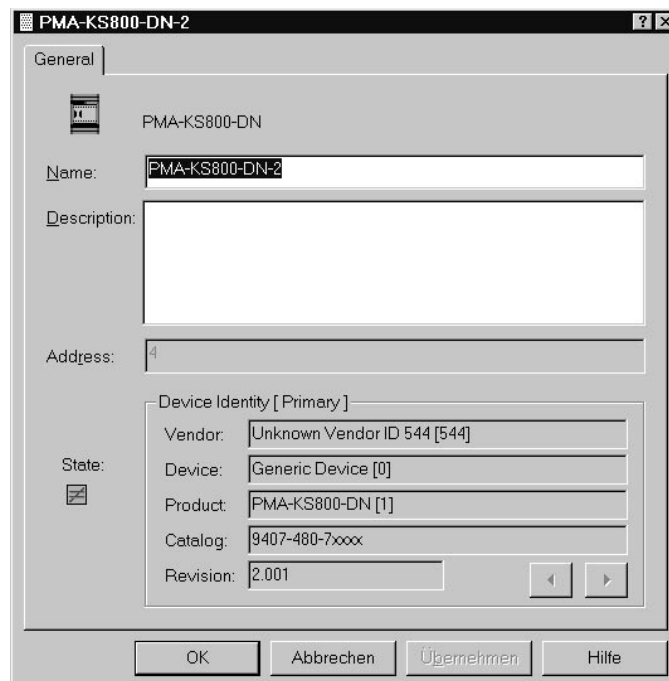 PMA-KS800-DN-2
General
PMA-KS800-DN
Name: PMA-KS800-DN-2
Description:
Address: 4
Device Identity [ Primary ]
Vendor: Unknown Vendor ID 544 [544]
State:
Device: Generic Device [0]
Product: PMA-KS800-DN [1]
Catalog: 9407-480-7xxxx
Revision: 2.001
OK Abbrechen Übernehmen Hilfe